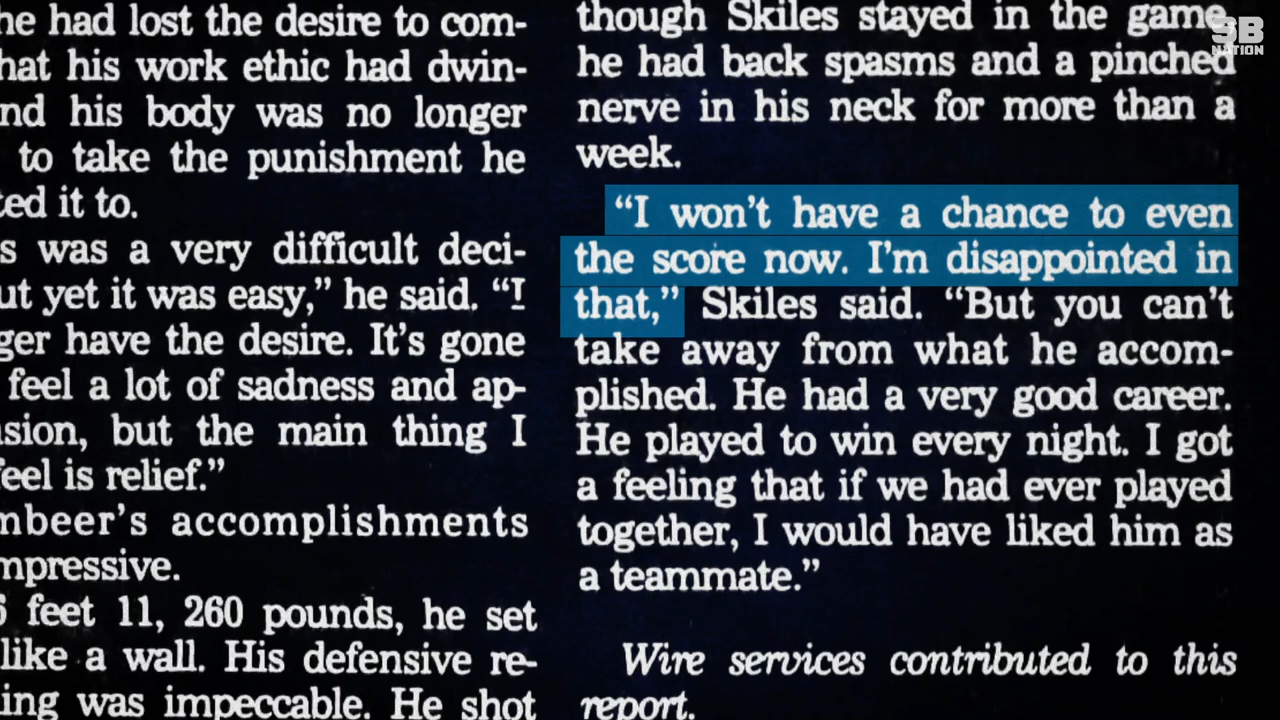 he had lost the desire to com-
hat his work ethic had dwin-
nd his body was no longer
to take the punishment he
ted it to.
s was a very difficult deci-
ut yet it was easy,” he said. “I
ger have the desire. It’s gone
feel a lot of sadness and ap-
sion, but the main thing I
feel is relief.”
mbeer’s accomplishments
mpressive.
6 feet 11, 260 pounds, he set
like a wall. His defensive re-
ing was impeccable. He shot
though Skiles stayed in the game,
he had back spasms and a pinched
nerve in his neck for more than a
week.
“I won’t have a chance to even
the score now. I’m disappointed in
that,” Skiles said. “But you can’t
take away from what he accom-
plished. He had a very good career.
He played to win every night. I got
a feeling that if we had ever played
together, I would have liked him as
a teammate.”
Wire services contributed to this
report.
SB
NATION